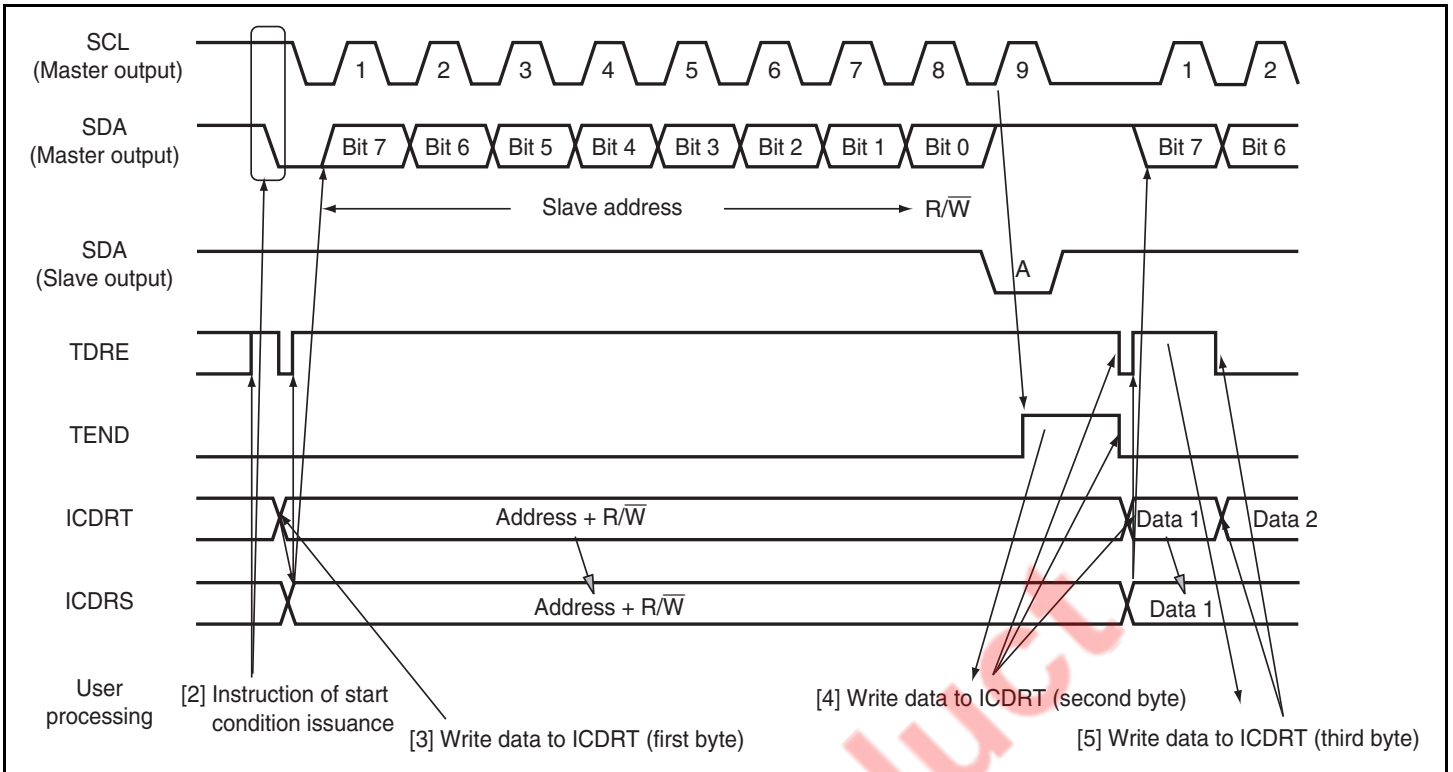 SCL
(Master output)
1 2 3 4 5 6 7 8 9 1 2
SDA
(Master output)
Bit 7 Bit 6 Bit 5 Bit 4 Bit 3 Bit 2 Bit 1 Bit 0 Bit 7 Bit 6
Slave address R/W̅
SDA
(Slave output)
A
TDRE
TEND
ICDRT
Address + R/W̅ Data 1 Data 2
ICDRS
Address + R/W̅ Data 1
User
processing
[2] Instruction of start
condition issuance
[3] Write data to ICDRT (first byte)
[4] Write data to ICDRT (second byte)
[5] Write data to ICDRT (third byte)
uct